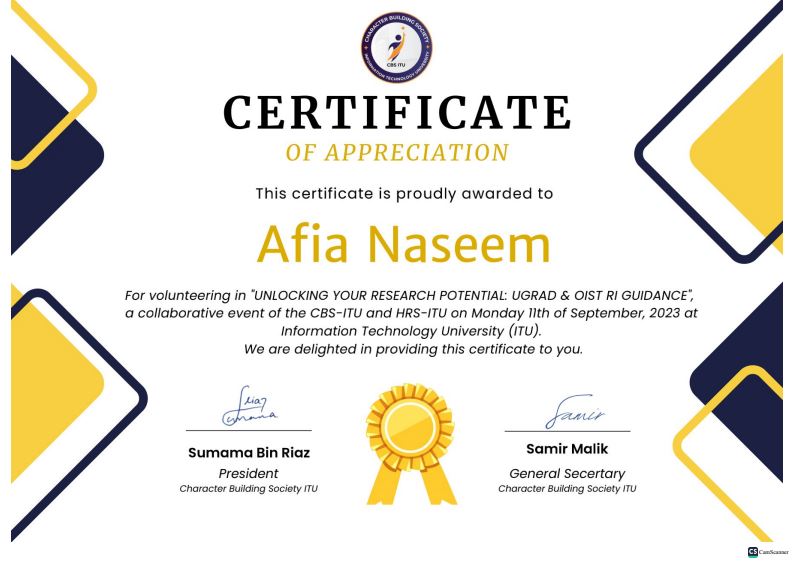 CHARACTER BUILDING SOCIETY
CBS ITU
INFORMATION TECHNOLOGY UNIVERSITY
CERTIFICATE
OF APPRECIATION
This certificate is proudly awarded to
Afia Naseem
For volunteering in "UNLOCKING YOUR RESEARCH POTENTIAL: UGRAD & OIST RI GUIDANCE",
a collaborative event of the CBS-ITU and HRS-ITU on Monday 11th of September, 2023 at
Information Technology University (ITU).
We are delighted in providing this certificate to you.
Riaz
Sumama
Samir
Sumama Bin Riaz
Samir Malik
President
General Secertary
Character Building Society ITU
Character Building Society ITU
CS CamScanner